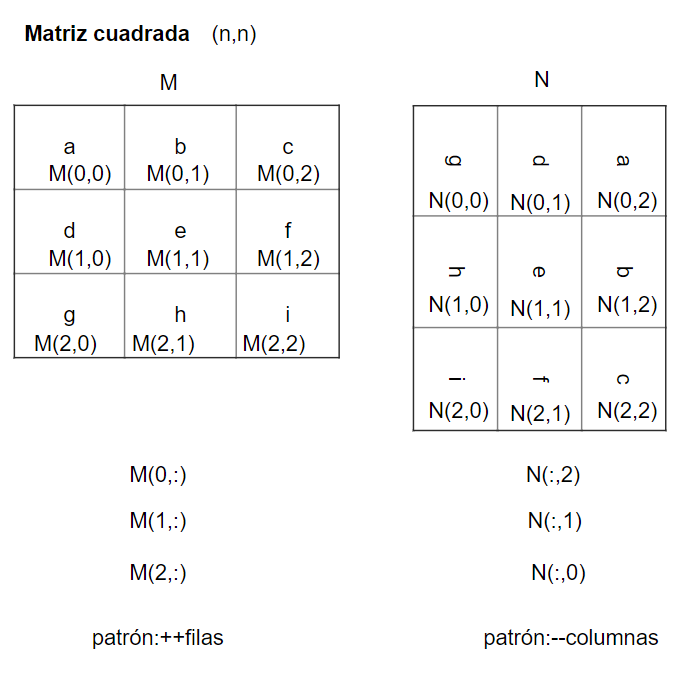 Matriz cuadrada (n,n)
M
a b c
M(0,0) M(0,1) M(0,2)
d e f
M(1,0) M(1,1) M(1,2)
g h i
M(2,0) M(2,1) M(2,2)
N
g d a
N(0,0) N(0,1) N(0,2)
h e b
N(1,0) N(1,1) N(1,2)
i f c
N(2,0) N(2,1) N(2,2)
M(0,:) N(:,2)
M(1,:) N(:,1)
M(2,:) N(:,0)
patrón:++filas patrón:--columnas